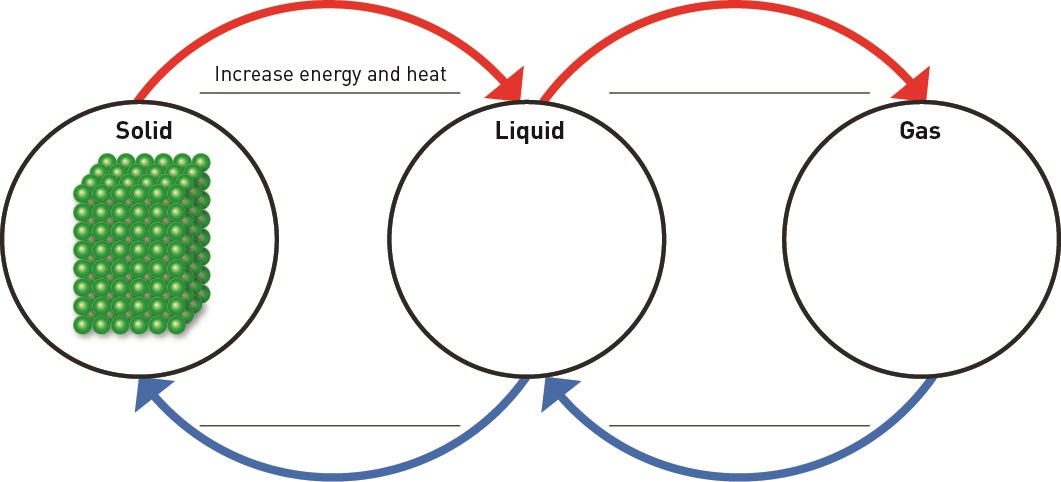 Increase energy and heat
Solid
Liquid
Gas